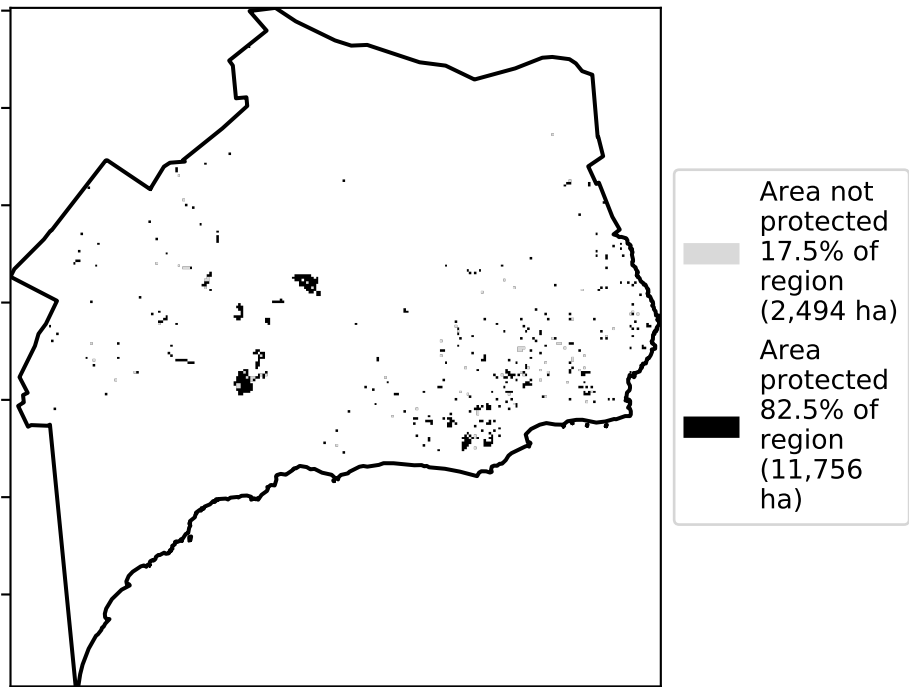 Area not
protected
17.5% of
region
(2,494 ha)
Area
protected
82.5% of
region
(11,756
ha)